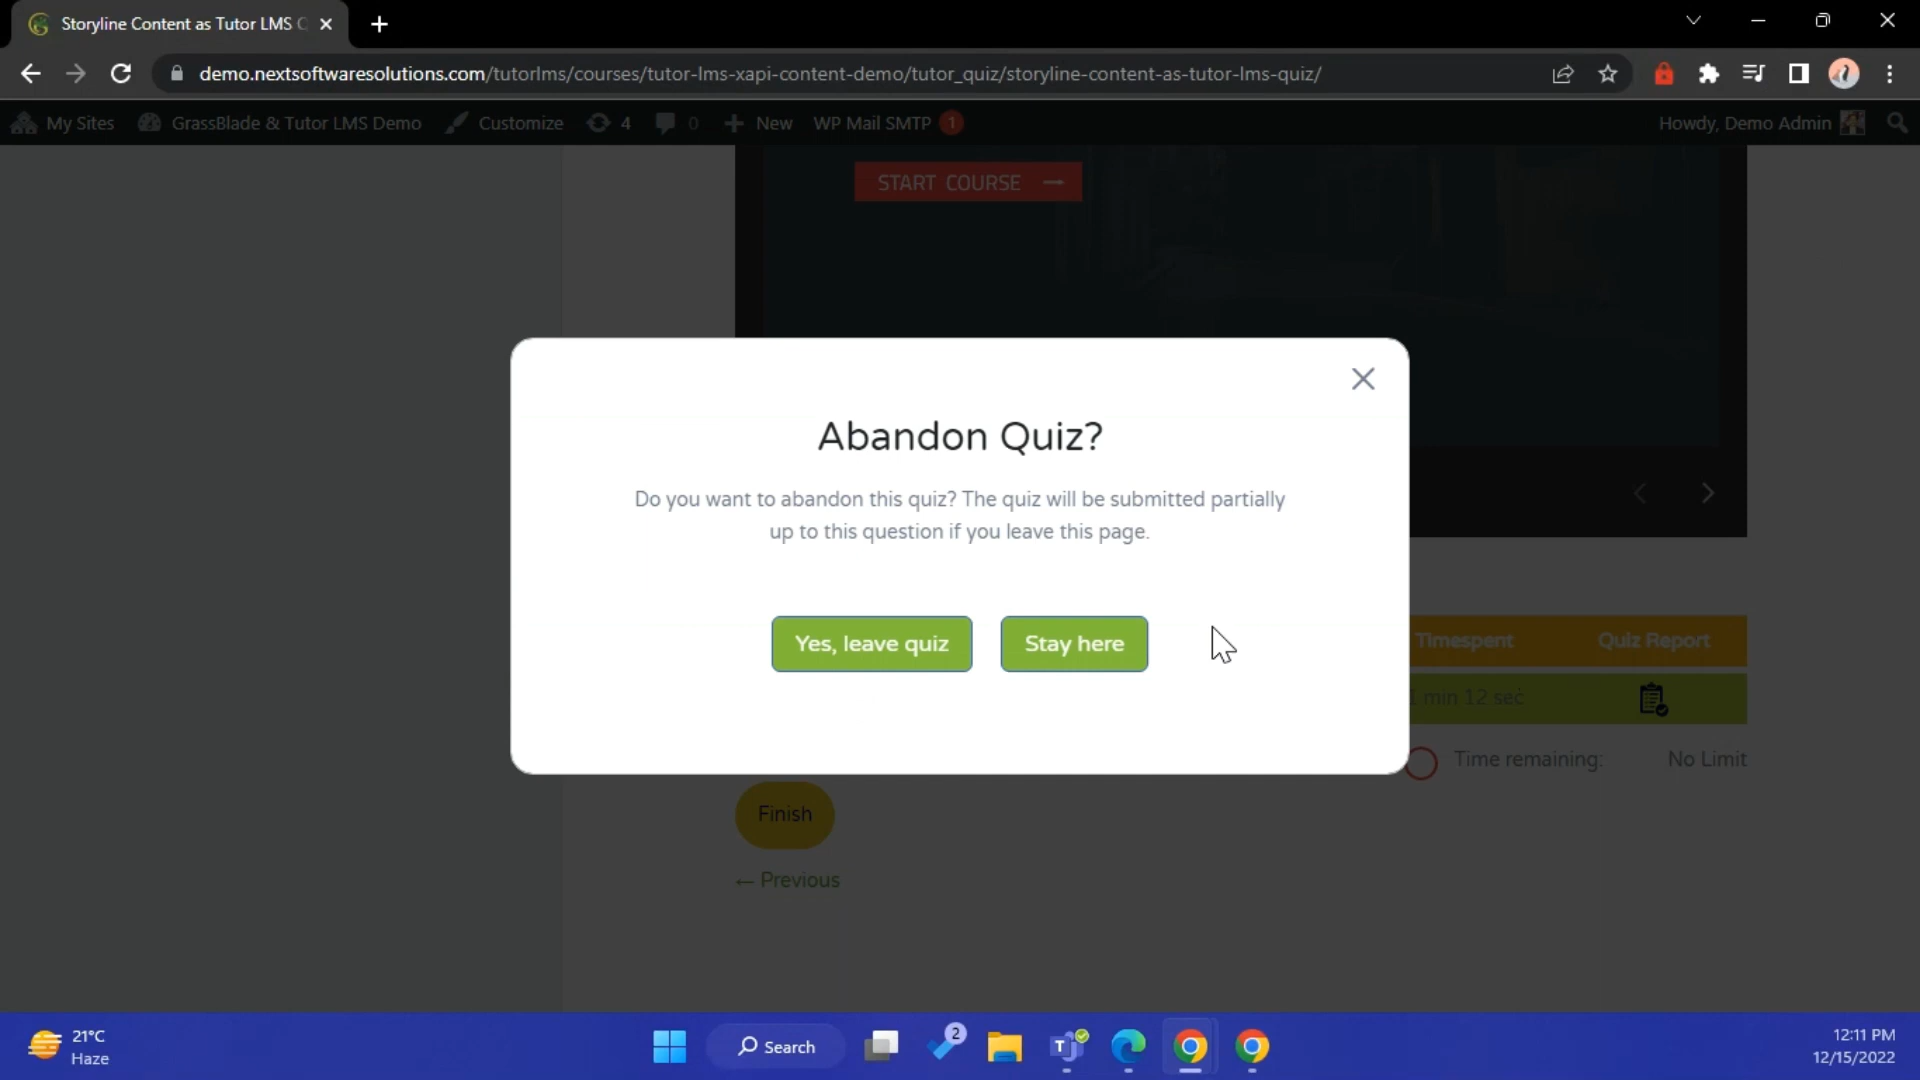 Storyline Content as Tutor LMS
demo.nextsoftwaresolutions.com/tutorlms/courses/tutor-lms-xapi-content-demo/tutor_quiz/storyline-content-as-tutor-lms-quiz/
My Sites GrassBlade & Tutor LMS Demo Customize 4 0 New WP Mail SMTP 1 Howdy, Demo Admin
START COURSE
Abandon Quiz?
Do you want to abandon this quiz? The quiz will be submitted partially
up to this question if you leave this page.
Yes, leave quiz Stay here
Timespent Quiz Report
min 12 sec
Time remaining: No Limit
Finish
← Previous
21°C
Haze
Search
2
12:11 PM
12/15/2022